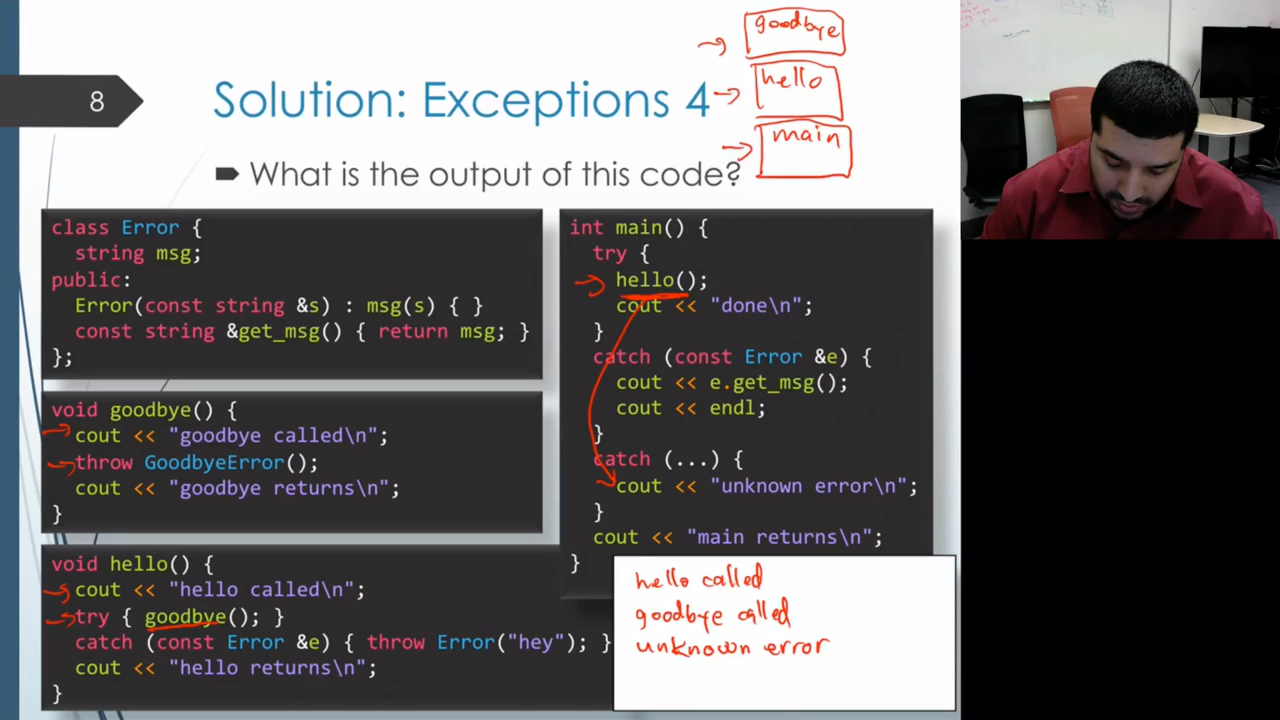 8
Solution: Exceptions 4
goodbye
hello
main
What is the output of this code?
class Error {
string msg;
public:
Error(const string &s) : msg(s) { }
const string &get_msg() { return msg; }
};
void goodbye() {
cout << "goodbye called\n";
throw GoodbyeError();
cout << "goodbye returns\n";
}
void hello() {
cout << "hello called\n";
try { goodbye(); }
catch (const Error &e) { throw Error("hey"); }
cout << "hello returns\n";
}
int main() {
try {
hello();
cout << "done\n";
}
catch (const Error &e) {
cout << e.get_msg();
cout << endl;
}
catch (...) {
cout << "unknown error\n";
}
cout << "main returns\n";
}
hello called
goodbye called
unknown error